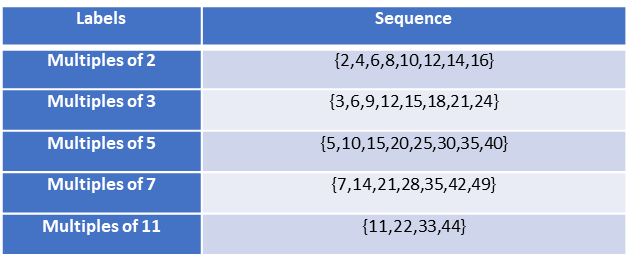 Labels Sequence
Multiples of 2 {2,4,6,8,10,12,14,16}
Multiples of 3 {3,6,9,12,15,18,21,24}
Multiples of 5 {5,10,15,20,25,30,35,40}
Multiples of 7 {7,14,21,28,35,42,49}
Multiples of 11 {11,22,33,44}